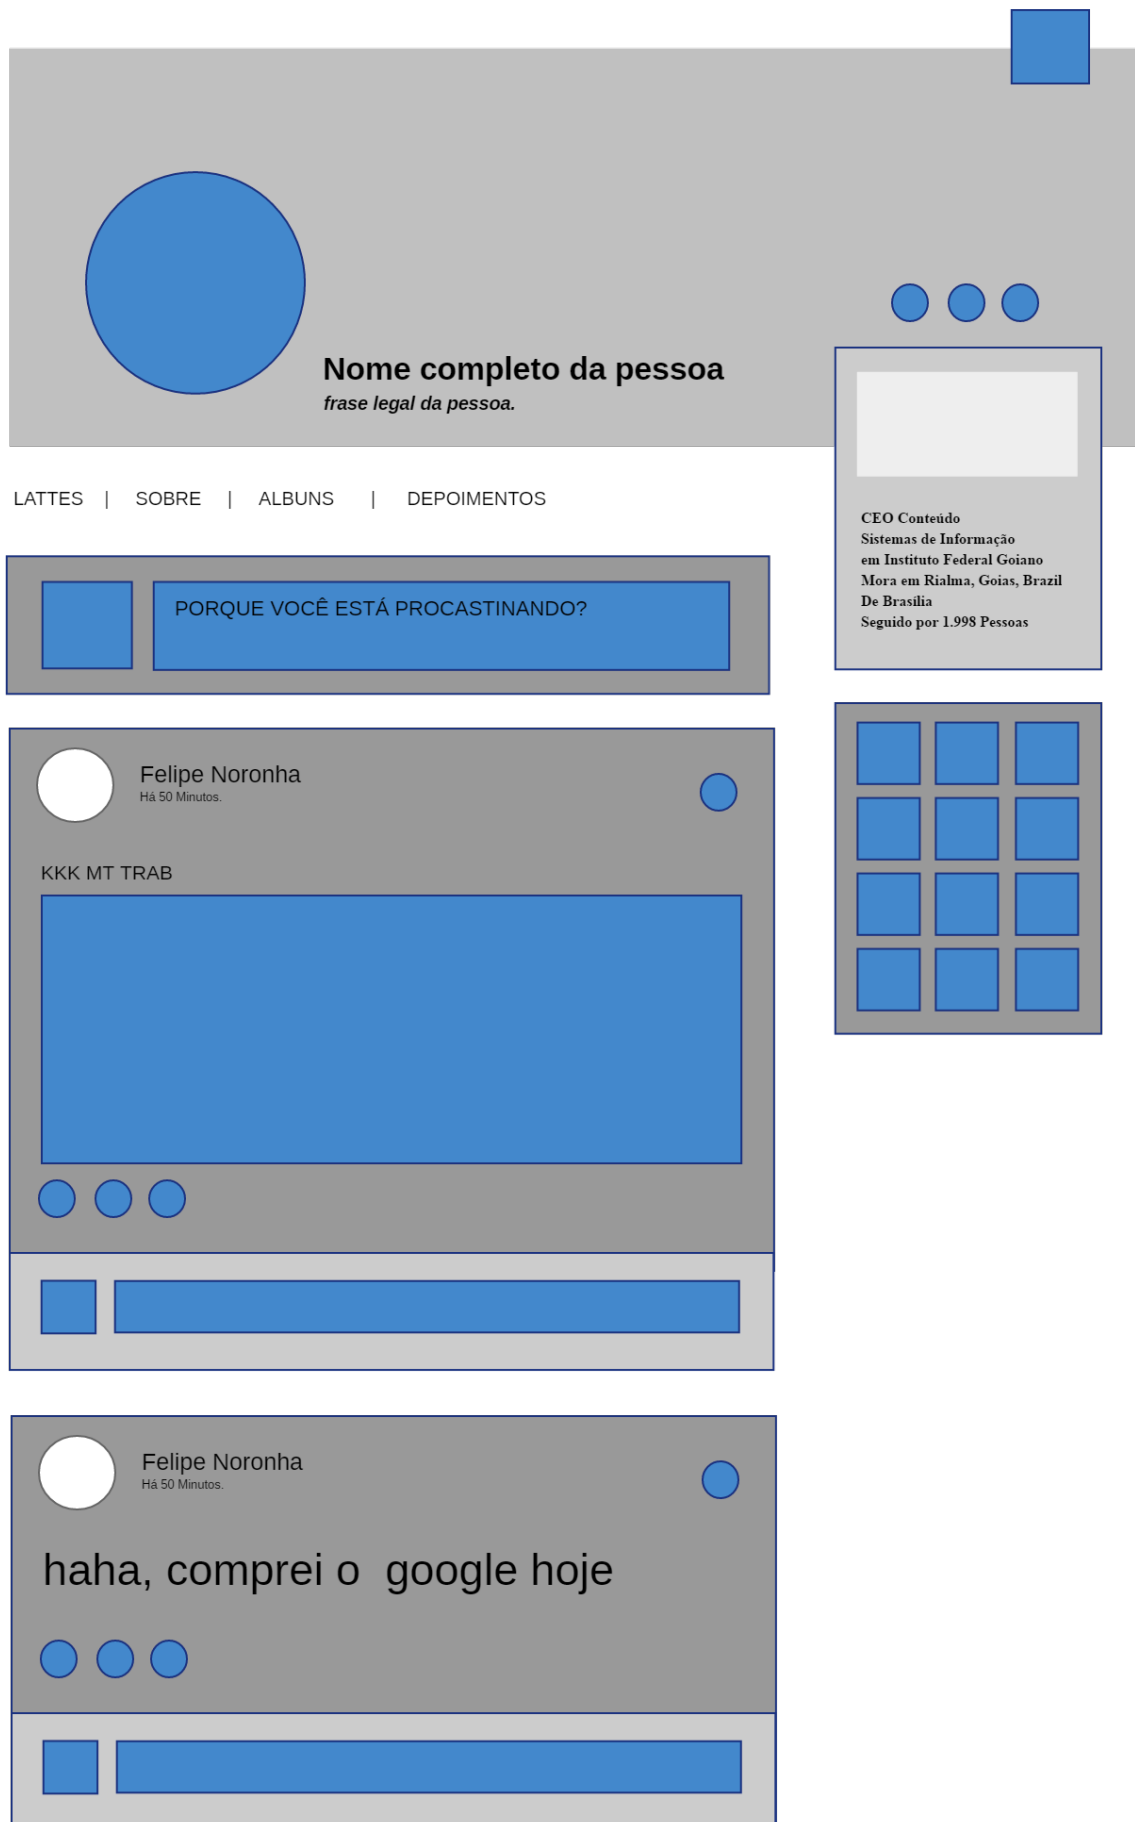 Nome completo da pessoa
frase legal da pessoa.
LATTES | SOBRE | ALBUNS | DEPOIMENTOS
CEO Conteúdo
Sistemas de Informação
em Instituto Federal Goiano
Mora em Rialma, Goias, Brazil
De Brasilia
Seguido por 1.998 Pessoas
PORQUE VOCÊ ESTÁ PROCASTINANDO?
Felipe Noronha
Há 50 Minutos.
KKK MT TRAB
Felipe Noronha
Há 50 Minutos.
haha, comprei o  google hoje